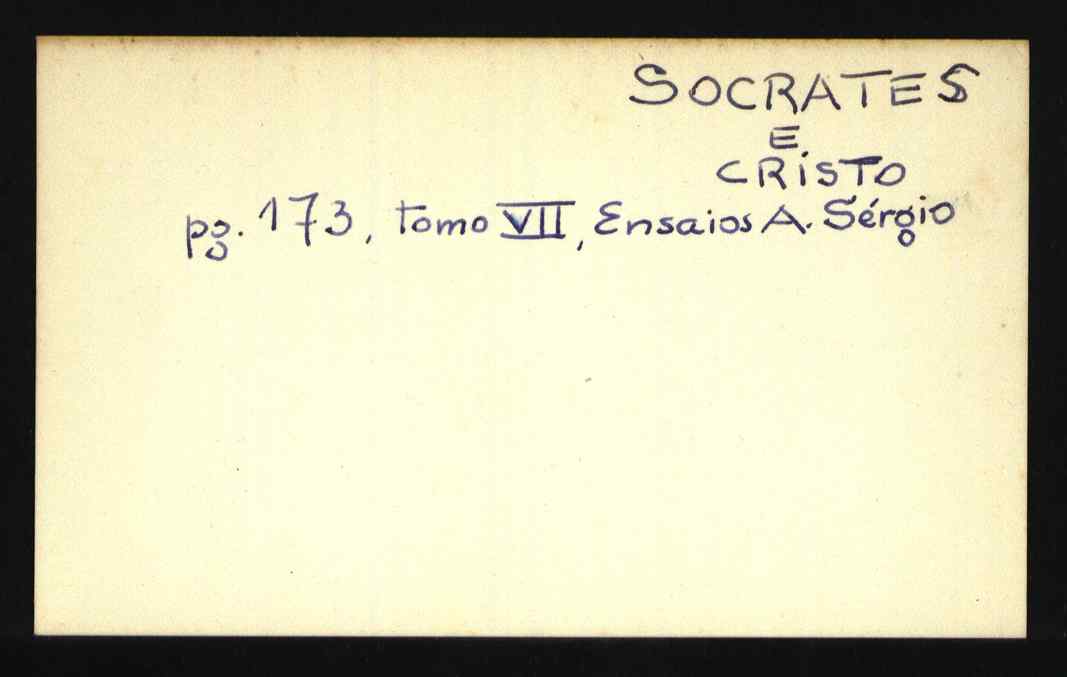 SOCRATES
E
CRiSTO
pg. 173, tomo VII, Ensaios A. Sérgio